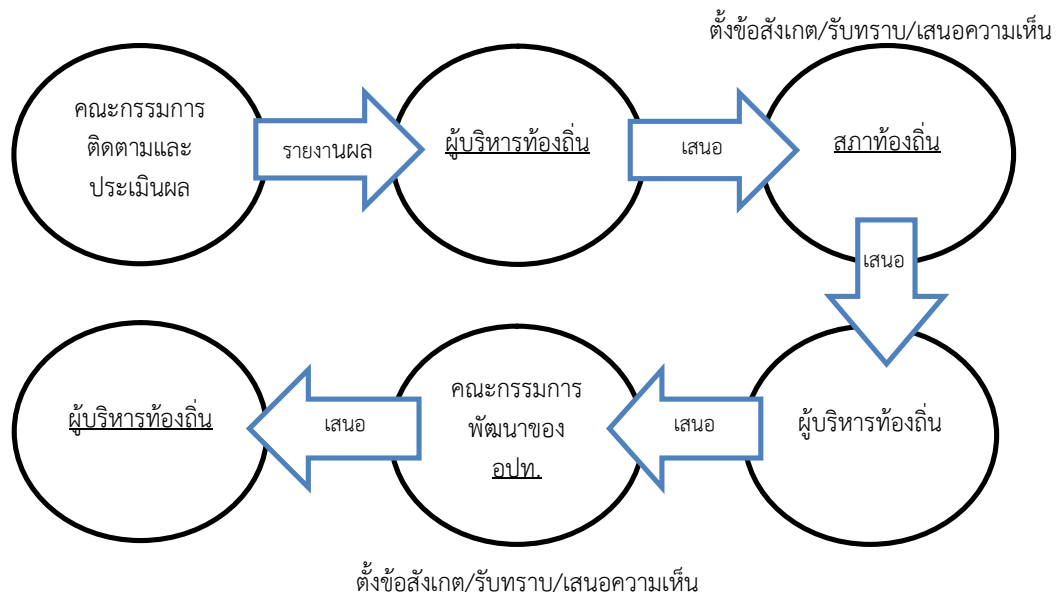 ตั้งข้อสังเกต/รับทราบ/เสนอความเห็น
คณะกรรมการ
ติดตามและ
ประเมินผล
รายงานผล
ผู้บริหารท้องถิ่น
เสนอ
สภาท้องถิ่น
เสนอ
ผู้บริหารท้องถิ่น
เสนอ
คณะกรรมการ
พัฒนาของ
อปท.
เสนอ
ผู้บริหารท้องถิ่น
ตั้งข้อสังเกต/รับทราบ/เสนอความเห็น